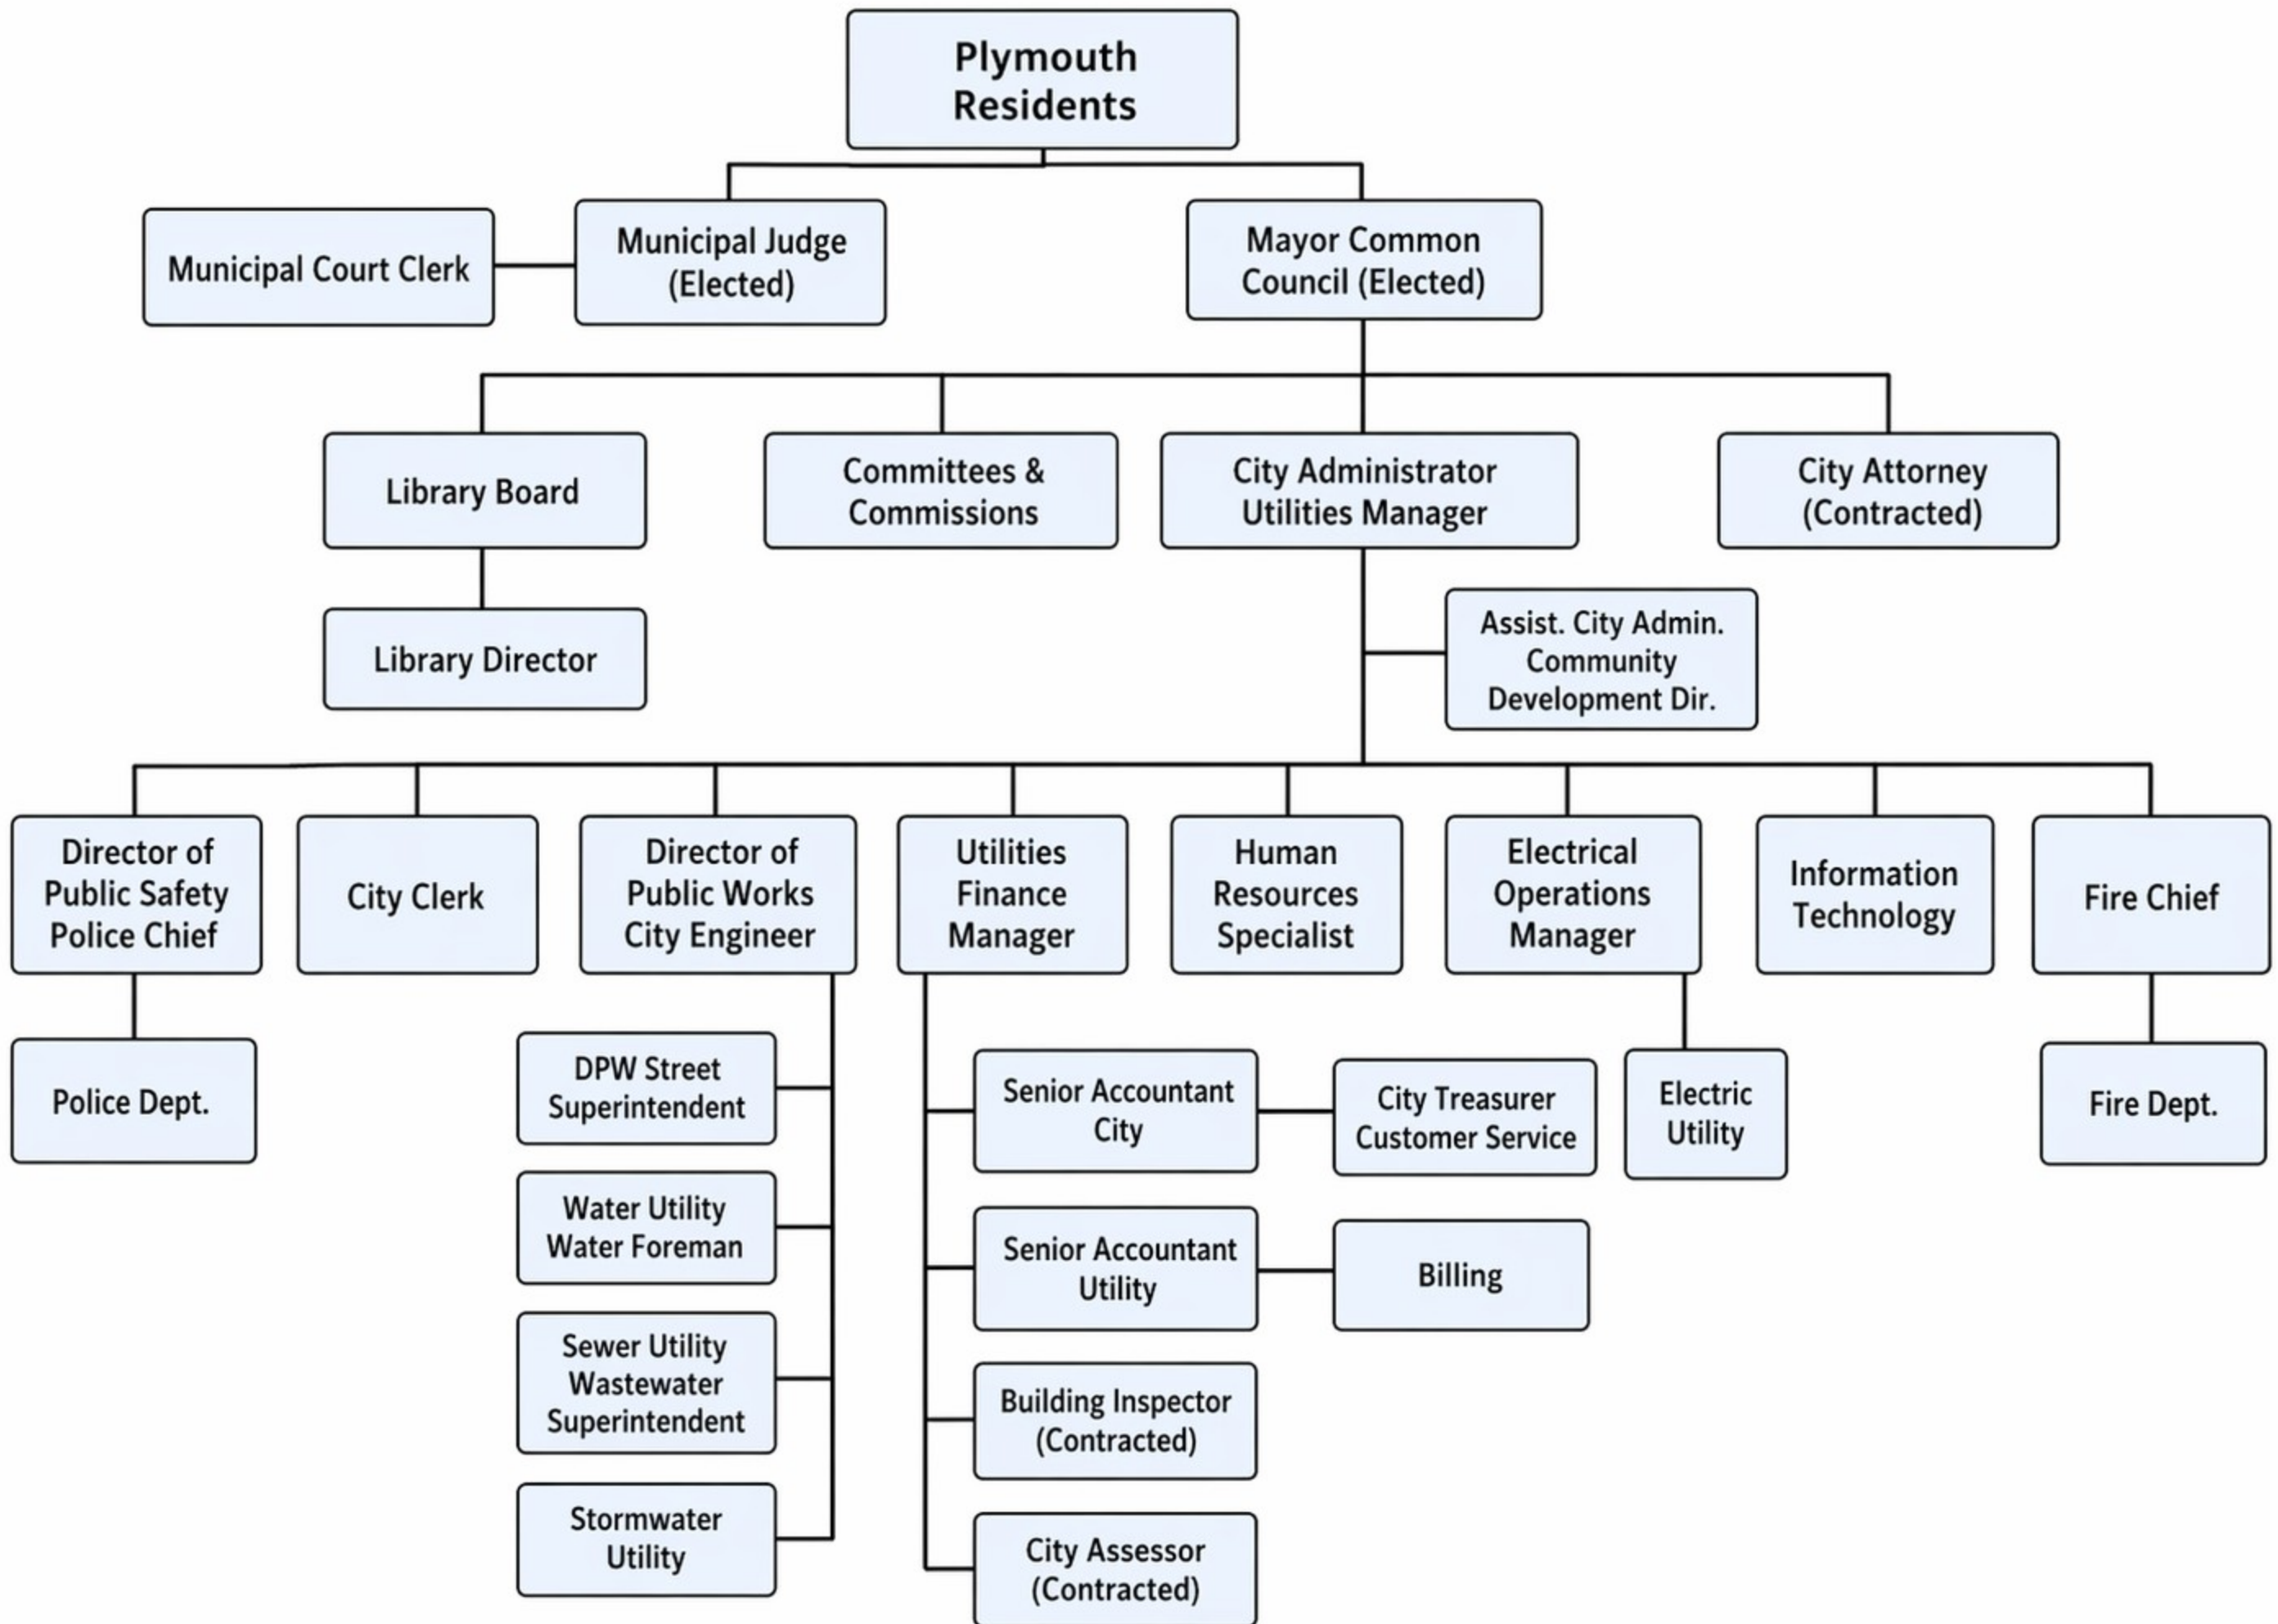 Plymouth
Residents
Municipal Court Clerk
Municipal Judge
(Elected)
Mayor Common
Council (Elected)
Library Board
Committees &
Commissions
City Administrator
Utilities Manager
City Attorney
(Contracted)
Library Director
Assist. City Admin.
Community
Development Dir.
Director of
Public Safety
Police Chief
City Clerk
Director of
Public Works
City Engineer
Utilities
Finance
Manager
Human
Resources
Specialist
Electrical
Operations
Manager
Information
Technology
Fire Chief
Police Dept.
DPW Street
Superintendent
Water Utility
Water Foreman
Sewer Utility
Wastewater
Superintendent
Stormwater
Utility
Senior Accountant
City
City Treasurer
Customer Service
Senior Accountant
Utility
Billing
Building Inspector
(Contracted)
City Assessor
(Contracted)
Electric
Utility
Fire Dept.